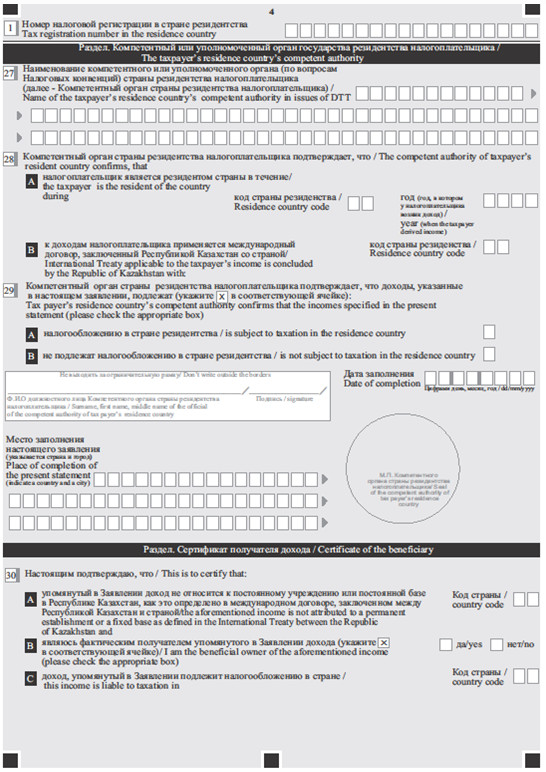 4
1 Номер налоговой регистрации в стране резидентства
Tax registration number in the residence country
Раздел. Компетентный или уполномоченный орган государства резидентства налогоплательщика /
The taxpayer's residence country's competent authority
27 Наименование компетентного или уполномоченного органа (по вопросам
Налоговых конвенций) страны резидентства налогоплательщика
(далее - Компетентный орган страны резидентства налогоплательщика) /
Name of the taxpayer's residence country's competent authority in issues of DTT
28 Компетентный орган страны резидентства налогоплательщика подтверждает, что / The competent authority of taxpayer's
resident country confirms, that
A налогоплательщик является резидентом страны в течение/
the taxpayer is the resident of the country
during
код страны резидентства /
Residence country code
год (год, в котором
у налогоплательщика
возник доход) /
year (when the taxpayer
derived income)
B к доходам налогоплательщика применяется международный
договор, заключенный Республикой Казахстан со страной/
International Treaty applicable to the taxpayer's income is concluded
by the Republic of Kazakhstan with:
код страны резиденства /
Residence country code
29 Компетентный орган страны резидентства налогоплательщика подтверждает, что доходы, указанные
в настоящем заявлении, подлежат (укажите X в соответствующей ячейке):
Tax payer's residence country's competent authority confirms that the incomes specified in the present
statement (please check the appropriate box)
A налогообложению в стране резидентства / is subject to taxation in the residence country
B не подлежат налогообложению в стране резидентства / is not subject to taxation in the residence country
Не выходить за ограничительную рамку/ Don't write outside the borders
Ф.И.О должностного лица Компетентного органа страны резидентства
налогоплательщика / Surname, first name, middle name of the official
of the competent authority of tax payer's residence country
Подпись / signature
Дата заполнения
Date of completion
Цифрами день, месяц, год / dd/mm/yyyy
Место заполнения
настоящего заявления
(указывается страна и город)
Place of completion of
the present statement
(indicate a country and a city)
М.П. Компетентного
органа страны резидентства
налогоплательщика/ Seal
of the competent authority of
tax payer's residence
country
Раздел. Сертификат получателя дохода / Certificate of the beneficiary
30 Настоящим подтверждаю, что / This is to certify that:
A упомянутый в Заявлении доход не относится к постоянному учреждению или постоянной базе
в Республике Казахстан, как это определено в международном договоре, заключенном между
Республикой Казахстан и страной/the aforementioned income is not attributed to a permanent
establishment or a fixed base as defined in the International Treaty between the Republic
of Kazakhstan and
Код страны /
country code
B являюсь фактическим получателем упомянутого в Заявлении дохода (укажите X
в соответствующей ячейке)/ I am the beneficial owner of the aforementioned income
(please check the appropriate box)
да/yes
нет/no
C доход, упомянутый в Заявлении подлежит налогообложению в стране /
this income is liable to taxation in
Код страны /
country code